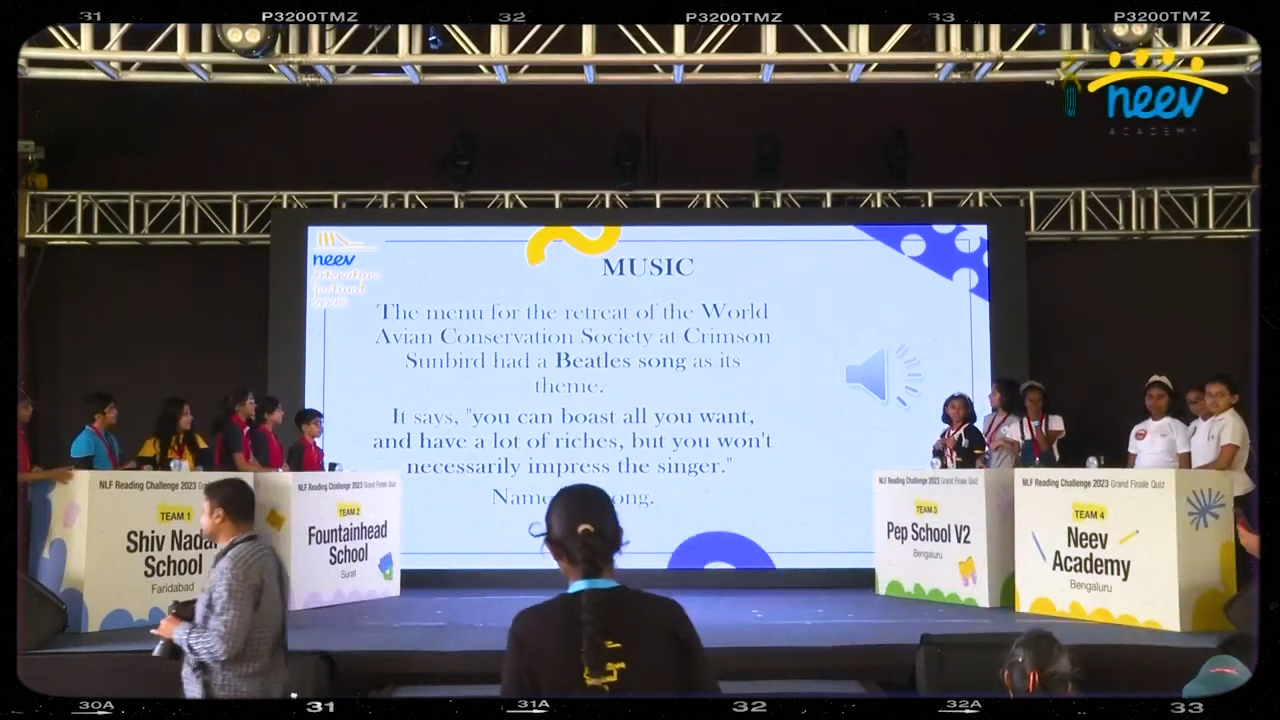 31 P3200TMZ 32 P3200TMZ 33 P3200TMZ
neev
ACADEMY
neev
MUSIC
The menu for the retreat of the World
Avian Conservation Society at Crimson
Sunbird had a Beatles song as its
theme.
It says, "you can boast all you want,
and have a lot of riches, but you won't
necessarily impress the singer."
NLF Reading Challenge 2023
TEAM 1
Shiv Nadar
School
Faridabad
NLF Reading Challenge 2023 Grand Finale Quiz
TEAM 2
Fountainhead
School
Surat
NLF Reading Challenge 2023 Grand Finale Quiz
TEAM 3
Pep School V2
Bengaluru
NLF Reading Challenge 2023 Grand Finale Quiz
TEAM 4
Neev
Academy
Bengaluru
30A 31 31A 32 32A 33